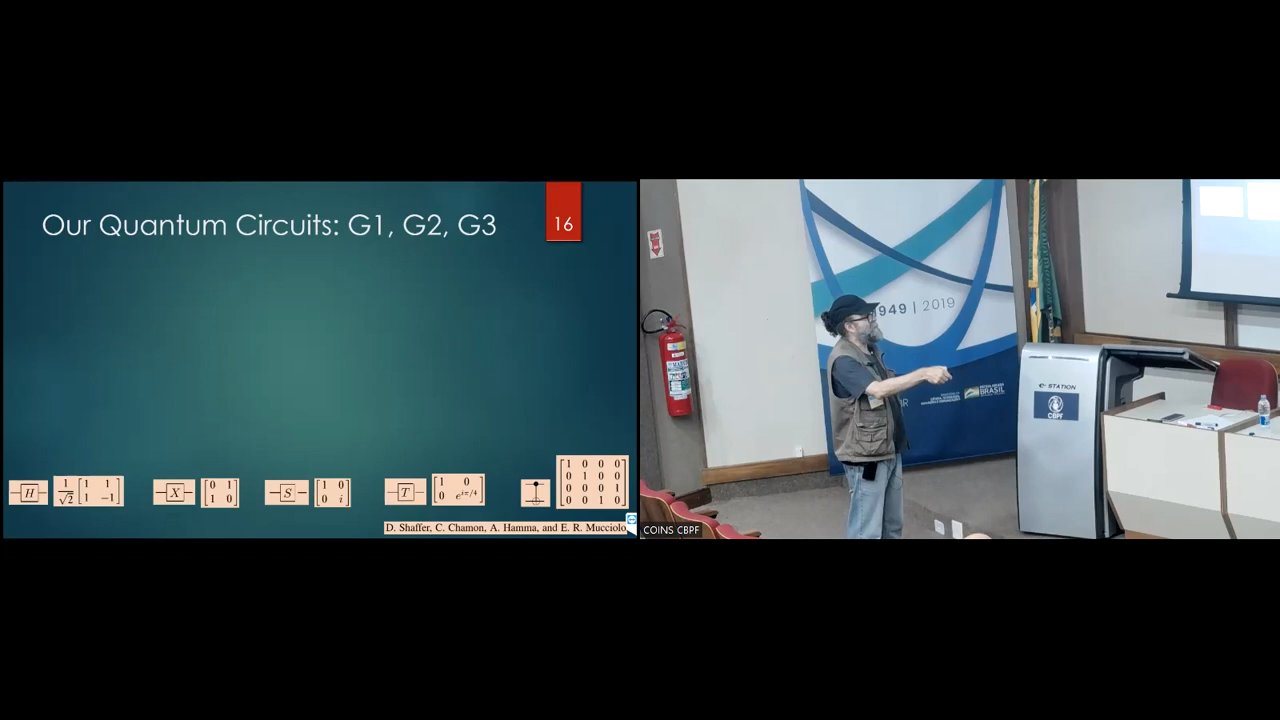 Our Quantum Circuits: G1, G2, G3
16
H 1/√2 [1 1; 1 −1]
X [0 1; 1 0]
S [1 0; 0 i]
T [1 0; 0 e^{iπ/4}]
[1 0 0 0; 0 1 0 0; 0 0 0 1; 0 0 1 0]
D. Shaffer, C. Chamon, A. Hamma, and E. R. Mucciolo
949 | 2019
BRASIL
e-STATION
CBPF
COINS CBPF